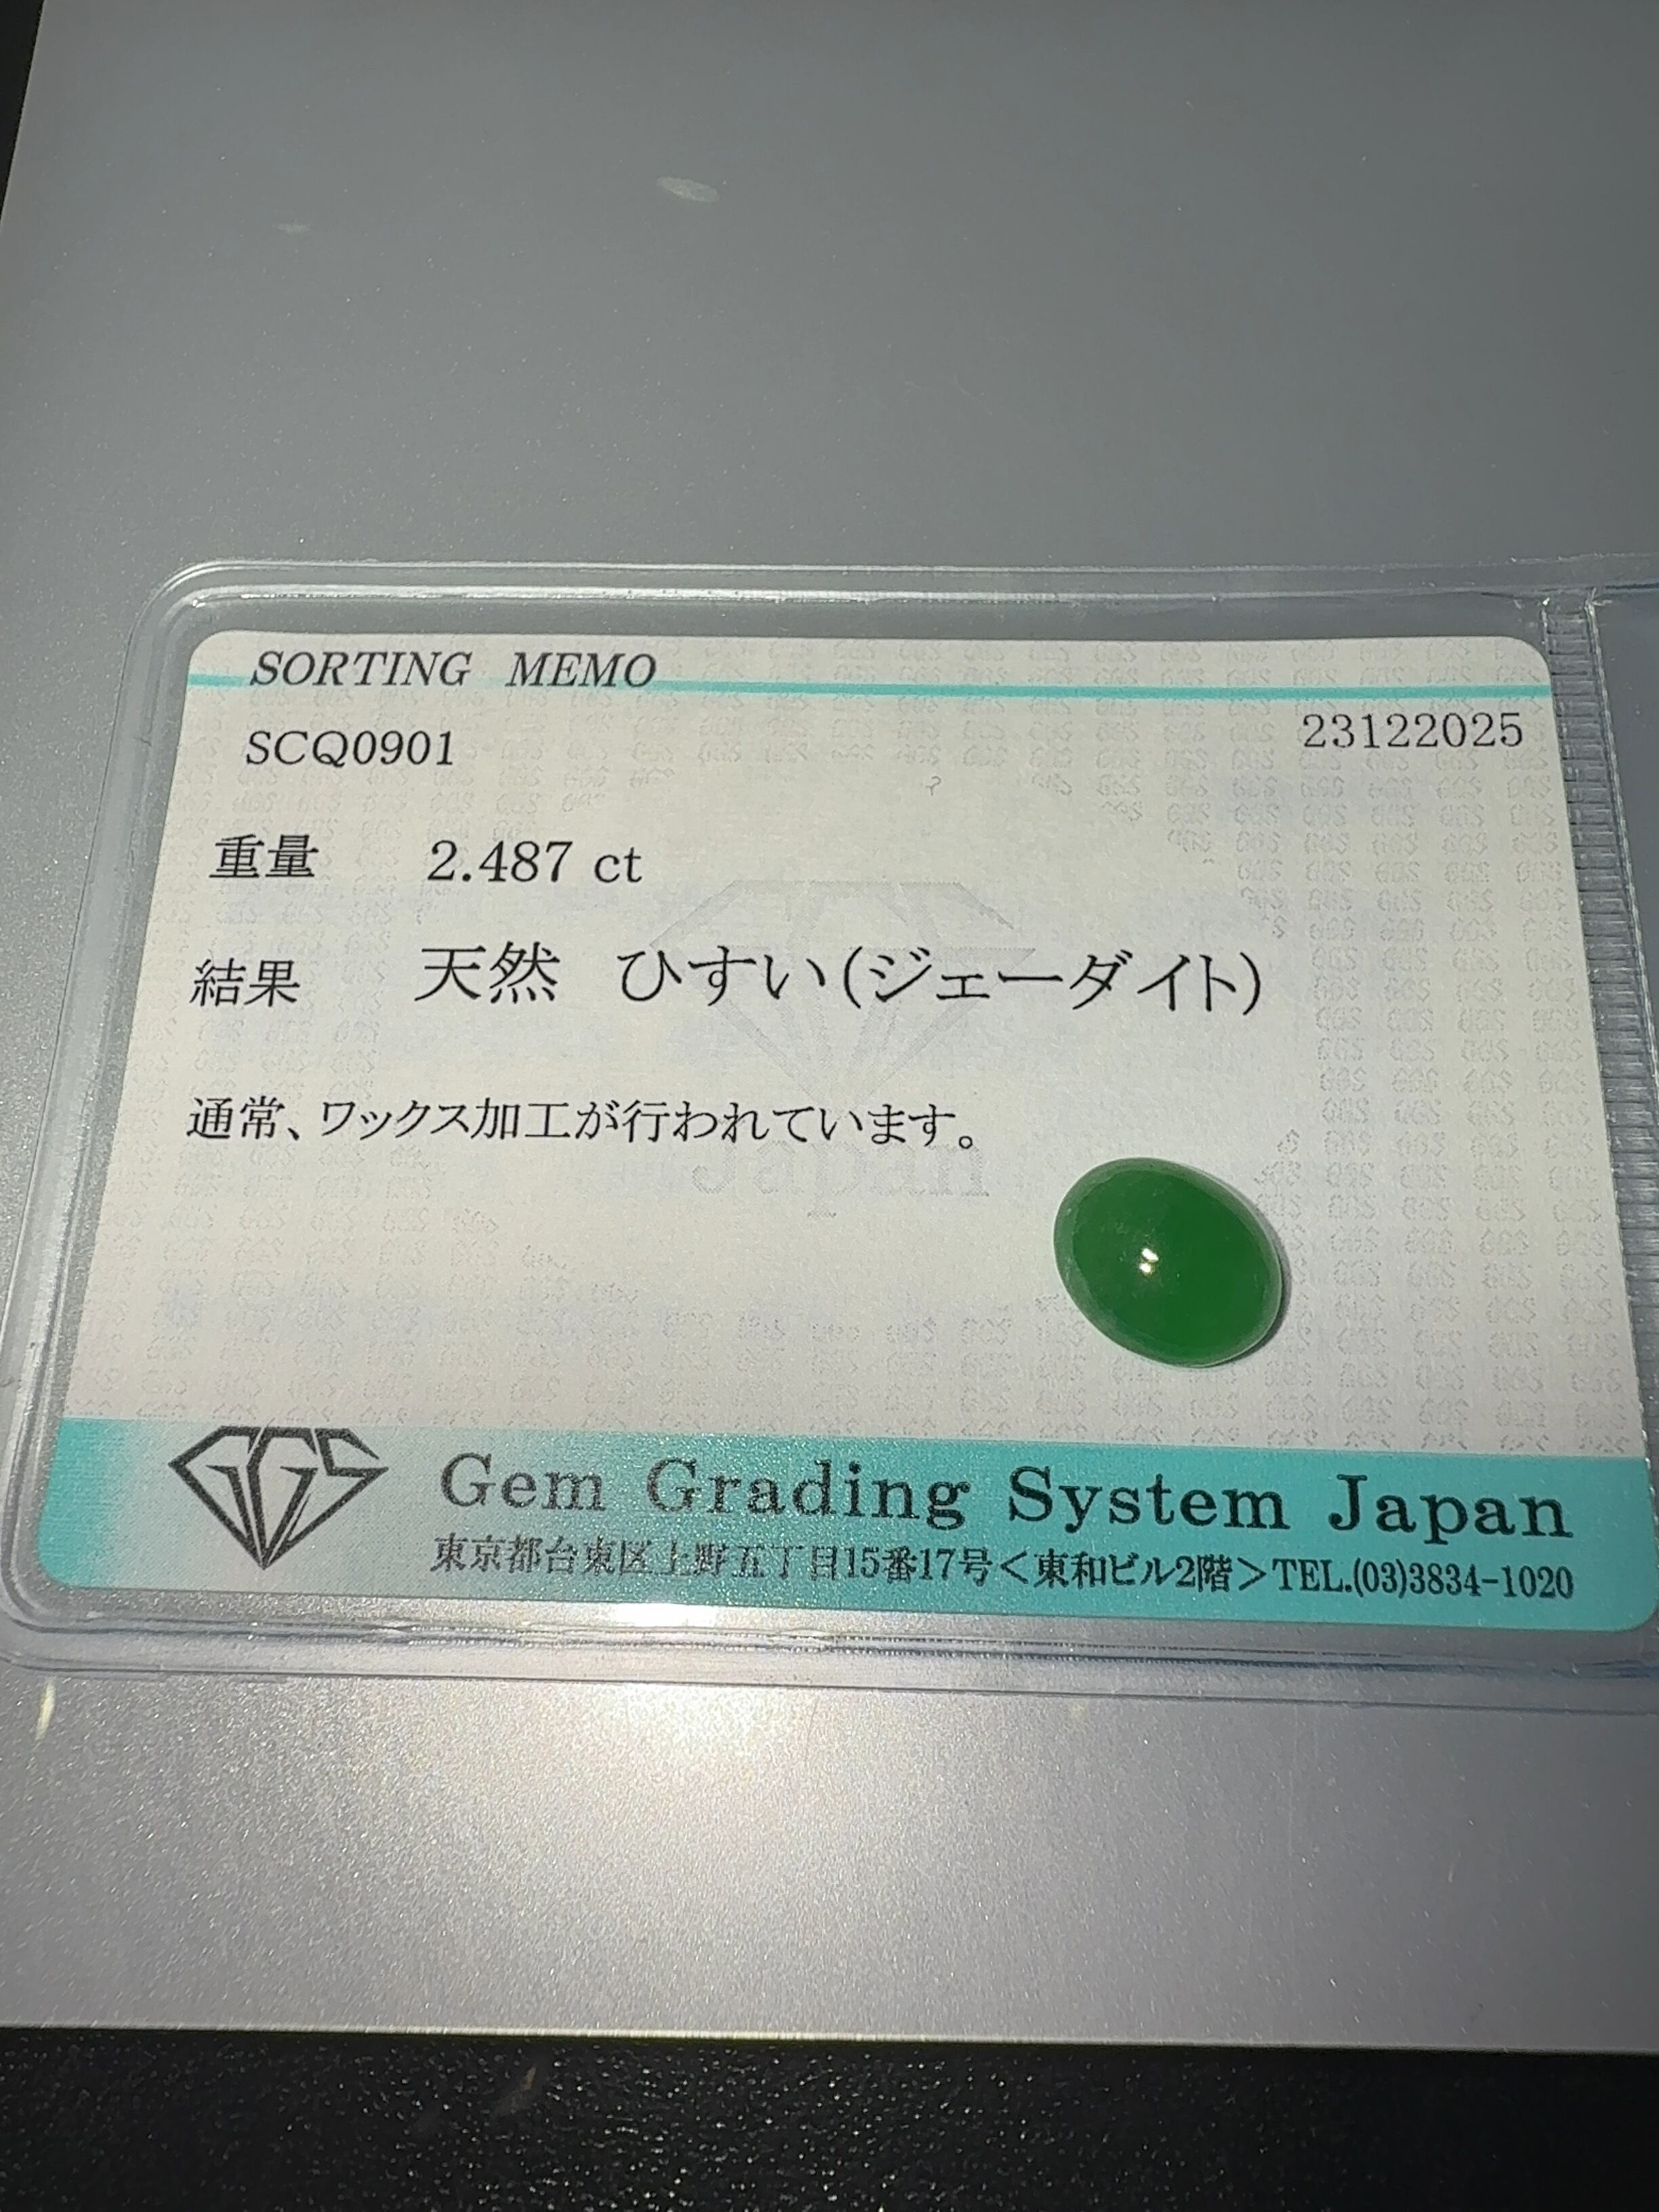 SORTING MEMO
SCQ0901 23122025
重量 2.487 ct
結果 天然 ひすい(ジェーダイト)
通常、ワックス加工が行われています。
Japan
GGS Gem Grading System Japan
東京都台東区上野五丁目15番17号<東和ビル2階>TEL.(03)3834-1020